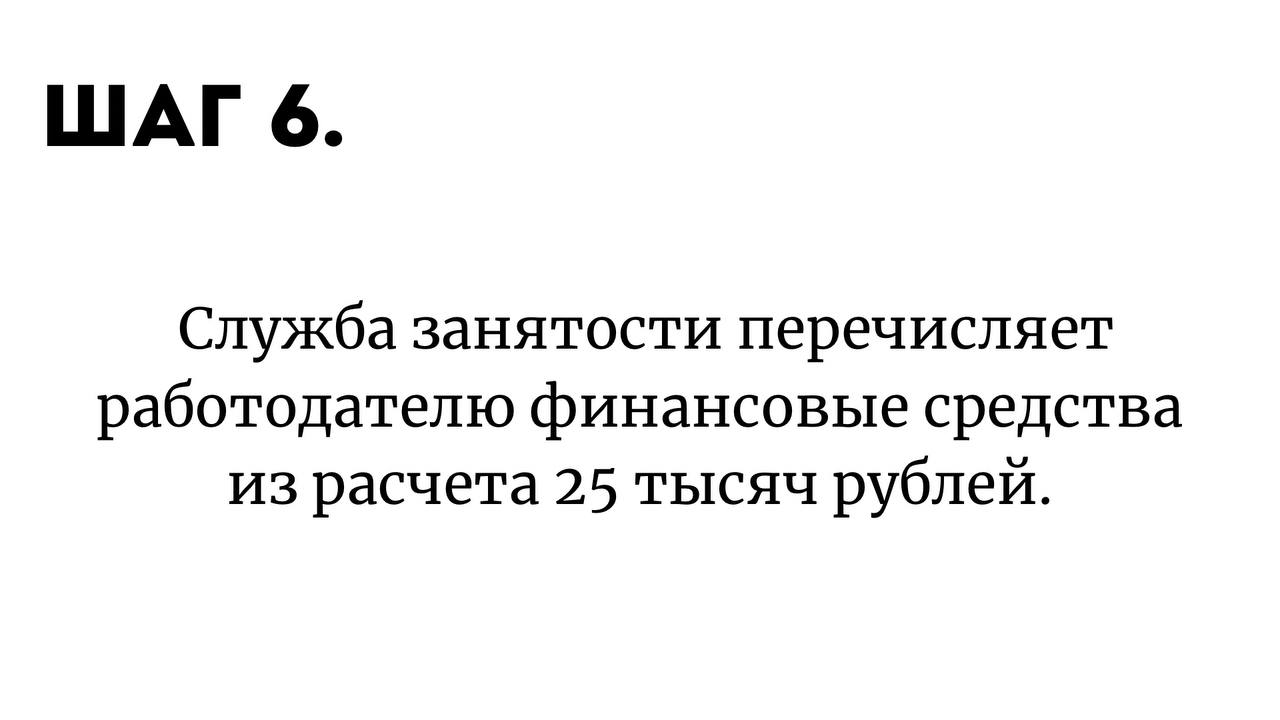 ШАГ 6.
Служба занятости перечисляет
работодателю финансовые средства
из расчета 25 тысяч рублей.